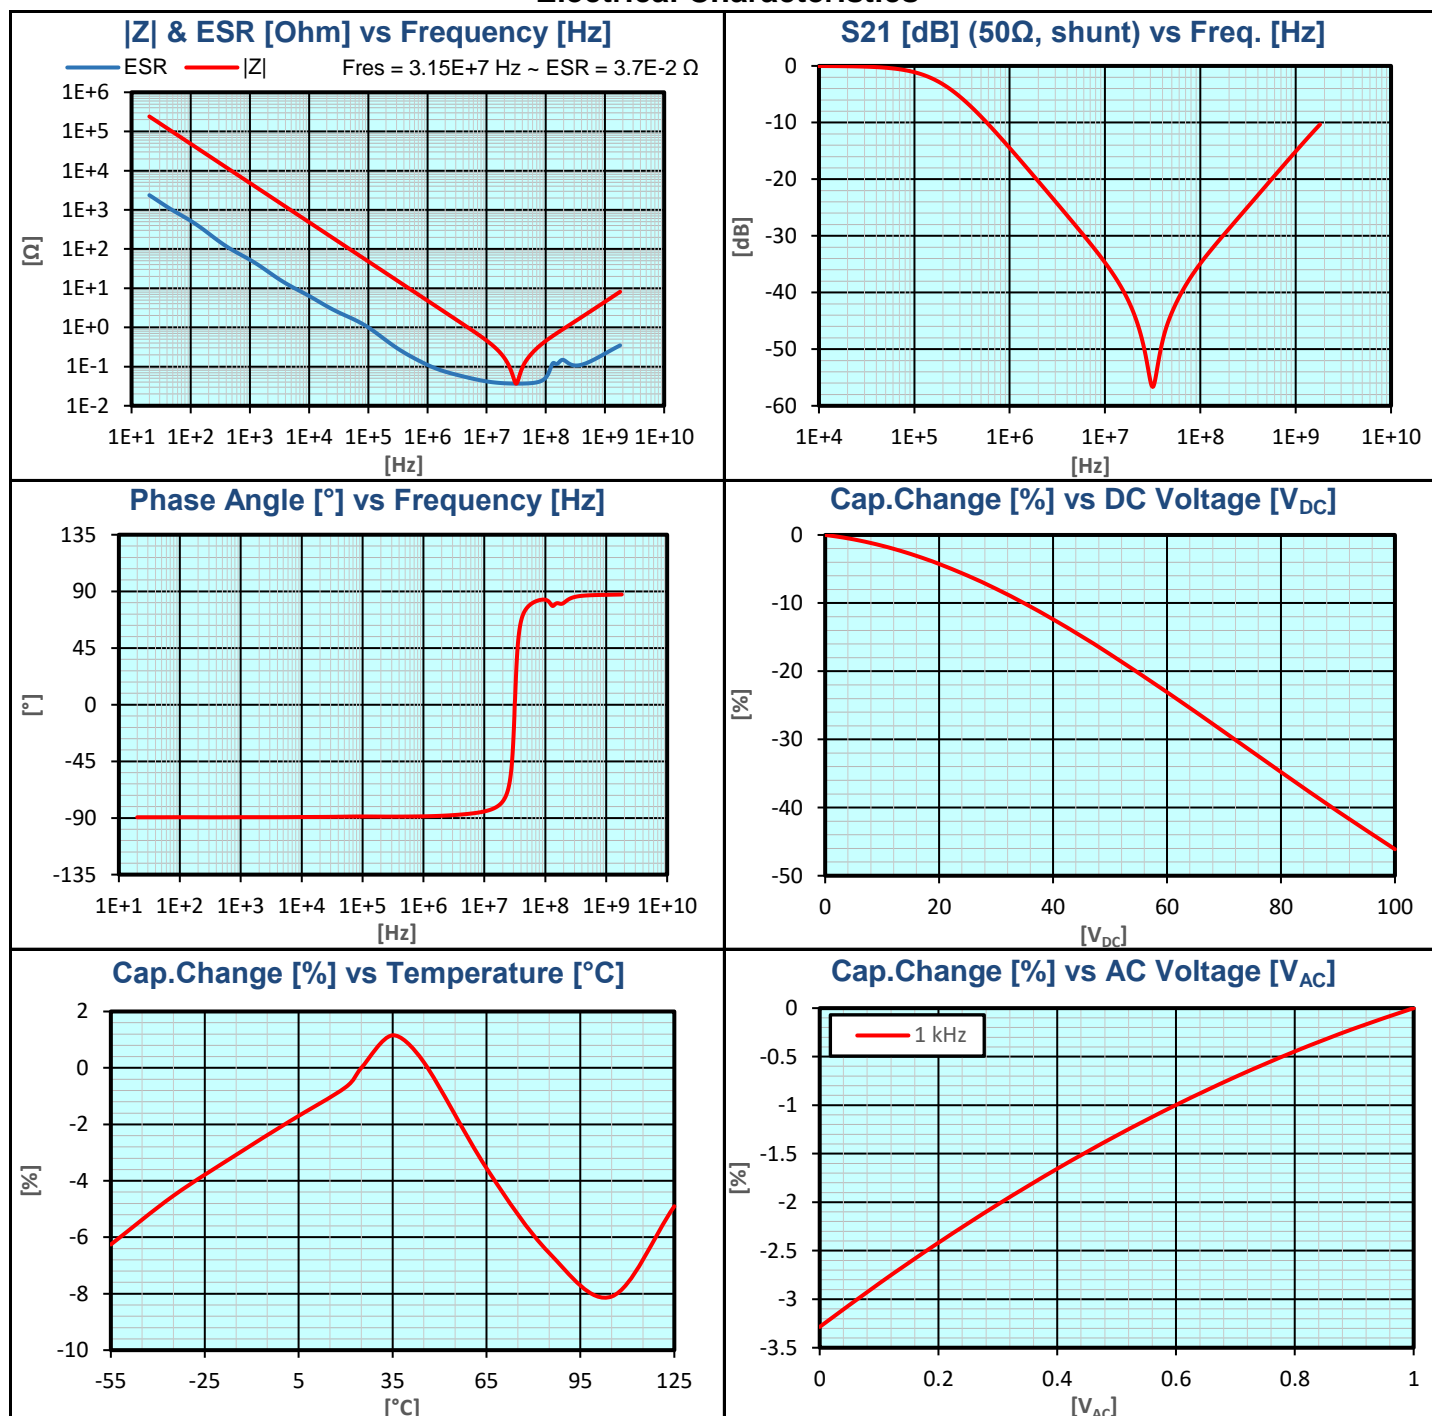 Electrical Characteristics
|Z| & ESR [Ohm] vs Frequency [Hz]
ESR
|Z|
Fres = 3.15E+7 Hz ~ ESR = 3.7E-2 Ω
1E+6
1E+5
1E+4
1E+3
1E+2
1E+1
1E+0
1E-1
1E-2
[Ω]
1E+1 1E+2 1E+3 1E+4 1E+5 1E+6 1E+7 1E+8 1E+9 1E+10
[Hz]
S21 [dB] (50Ω, shunt) vs Freq. [Hz]
0
-10
-20
-30
-40
-50
-60
[dB]
1E+4 1E+5 1E+6 1E+7 1E+8 1E+9 1E+10
[Hz]
Phase Angle [°] vs Frequency [Hz]
135
90
45
0
-45
-90
-135
[°]
1E+1 1E+2 1E+3 1E+4 1E+5 1E+6 1E+7 1E+8 1E+9 1E+10
[Hz]
Cap.Change [%] vs DC Voltage [VDC]
0
-10
-20
-30
-40
-50
[%]
0 20 40 60 80 100
[VDC]
Cap.Change [%] vs Temperature [°C]
2
0
-2
-4
-6
-8
-10
[%]
-55 -25 5 35 65 95 125
[°C]
Cap.Change [%] vs AC Voltage [VAC]
1 kHz
0
-0.5
-1
-1.5
-2
-2.5
-3
-3.5
[%]
0 0.2 0.4 0.6 0.8 1
[VAC]